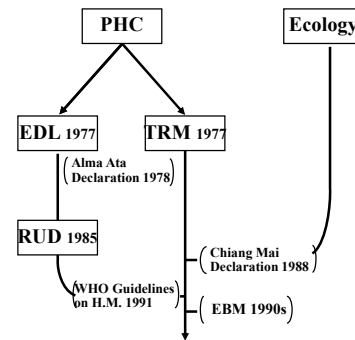 PHC
Ecology
EDL 1977
TRM 1977
(Alma Ata
Declaration 1978)
RUD 1985
(Chiang Mai
Declaration 1988)
(WHO Guidelines
on H.M. 1991)
(EBM 1990s)